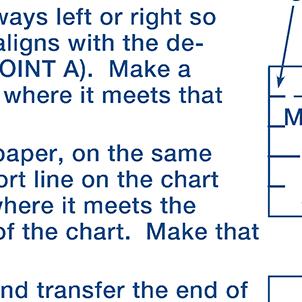 ways left or right so
aligns with the de-
OINT A).  Make a
where it meets that
M
paper, on the same
ort line on the chart
where it meets the
of the chart.  Make that
nd transfer the end of